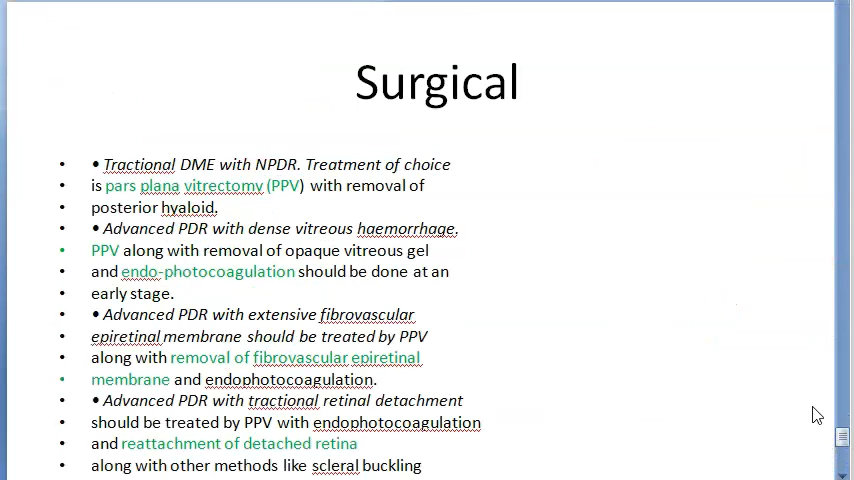 Surgical
• • Tractional DME with NPDR. Treatment of choice
• is pars plana vitrectomy (PPV) with removal of
• posterior hyaloid.
• • Advanced PDR with dense vitreous haemorrhage.
• PPV along with removal of opaque vitreous gel
• and endo-photocoagulation should be done at an
• early stage.
• • Advanced PDR with extensive fibrovascular
• epiretinal membrane should be treated by PPV
• along with removal of fibrovascular epiretinal
• membrane and endophotocoagulation.
• • Advanced PDR with tractional retinal detachment
• should be treated by PPV with endophotocoagulation
• and reattachment of detached retina
• along with other methods like scleral buckling